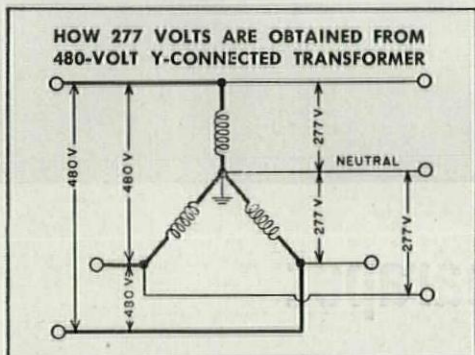 HOW 277 VOLTS ARE OBTAINED FROM
480-VOLT Y-CONNECTED TRANSFORMER
480 V
480 V
480 V
277 V
NEUTRAL
277 V
277 V